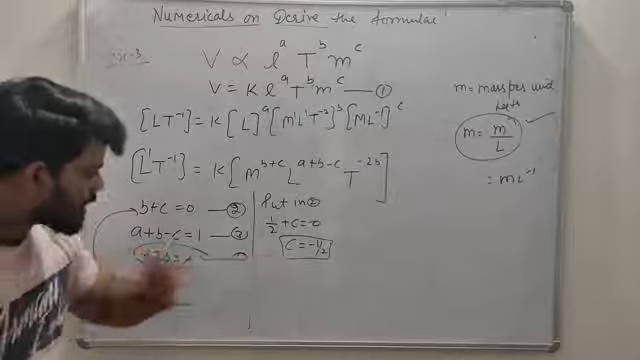 Numericals on Derive the formulae
V ∝ l^a T^b m^c
V = K l^a T^b m^c —①
[LT⁻¹] = K[L]^a [M¹L¹T⁻²]^b [ML⁻¹]^c
[L¹T⁻¹] = K[M^(b+c) L^(a+b-c) T^(-2b)]
b+c = 0 —②
a+b-c = 1 —③
Put in ②
1/2 + c = 0
c = -1/2
m = mass per unit
m = m/L
= ML⁻¹